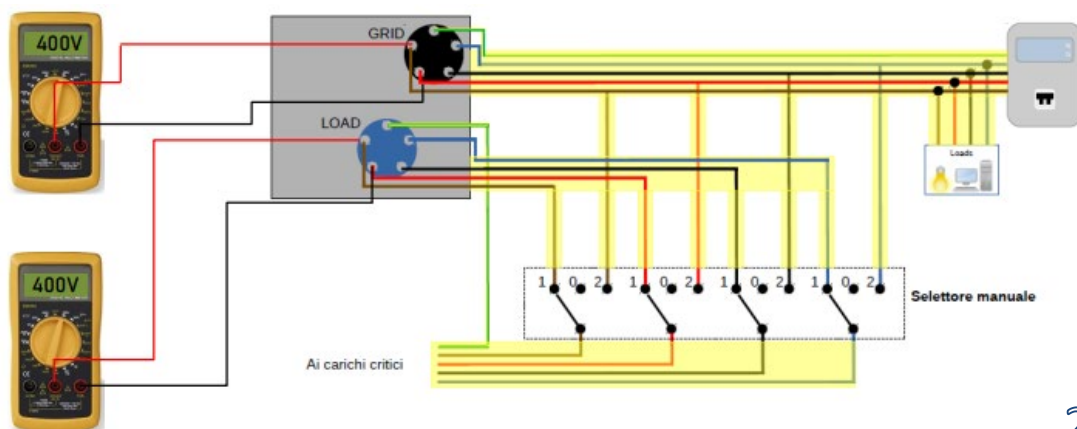 400V
GRID
LOAD
Loads
400V
1 0 2 1 0 2 1 0 2 1 0 2
Selettore manuale
Ai carichi critici